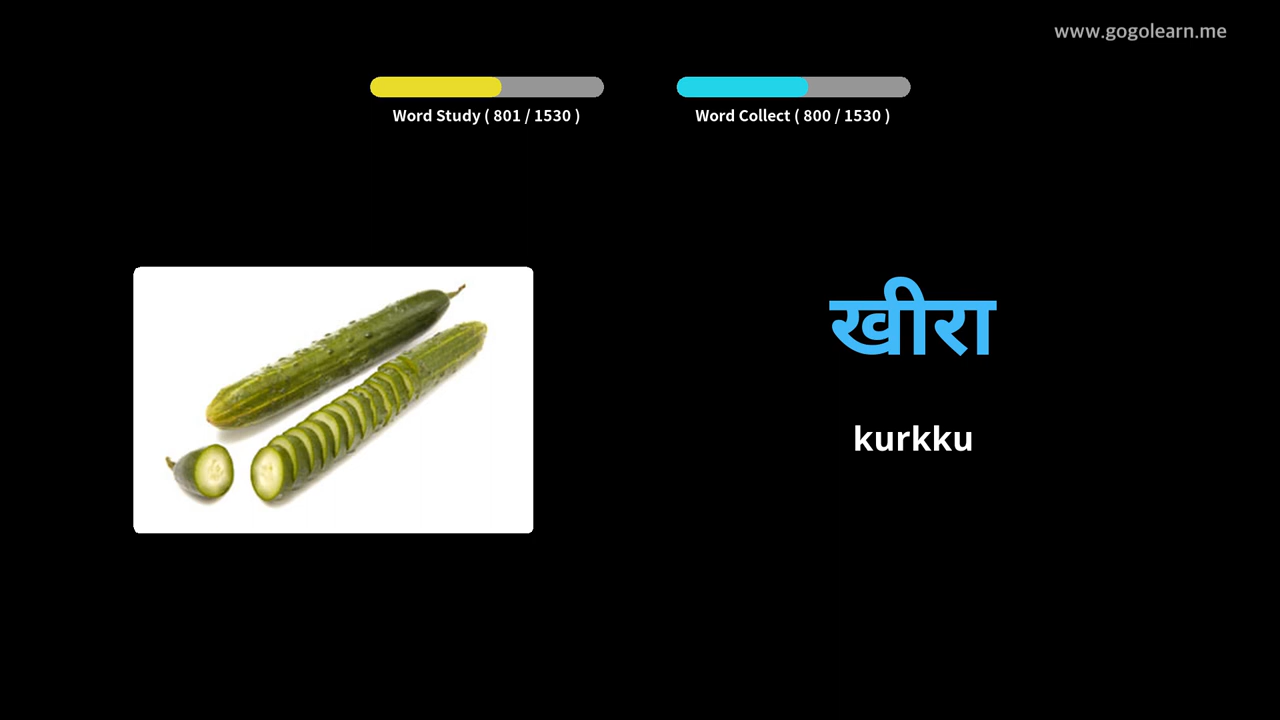 www.gogolearn.me
Word Study ( 801 / 1530 )
Word Collect ( 800 / 1530 )
खीरा
kurkku